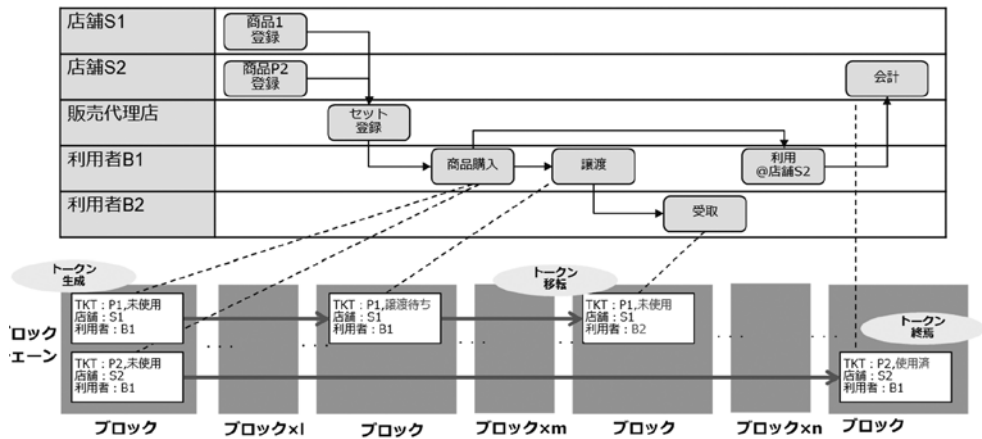 店舗S1
商品1
登録
店舗S2
商品P2
登録
会計
販売代理店
セット
登録
利用者B1
商品購入
譲渡
利用
@店舗S2
利用者B2
受取
トークン
生成
トークン
移転
トークン
終焉
TKT：P1,未使用
店舗：S1
利用者：B1
TKT：P1,譲渡待ち
店舗：S1
利用者：B1
TKT：P1,未使用
店舗：S1
利用者：B2
ロック
ェーン
TKT：P2,未使用
店舗：S2
利用者：B1
TKT：P2,使用済
店舗：S2
利用者：B1
ブロック
ブロック×l
ブロック
ブロック×m
ブロック
ブロック×n
ブロック